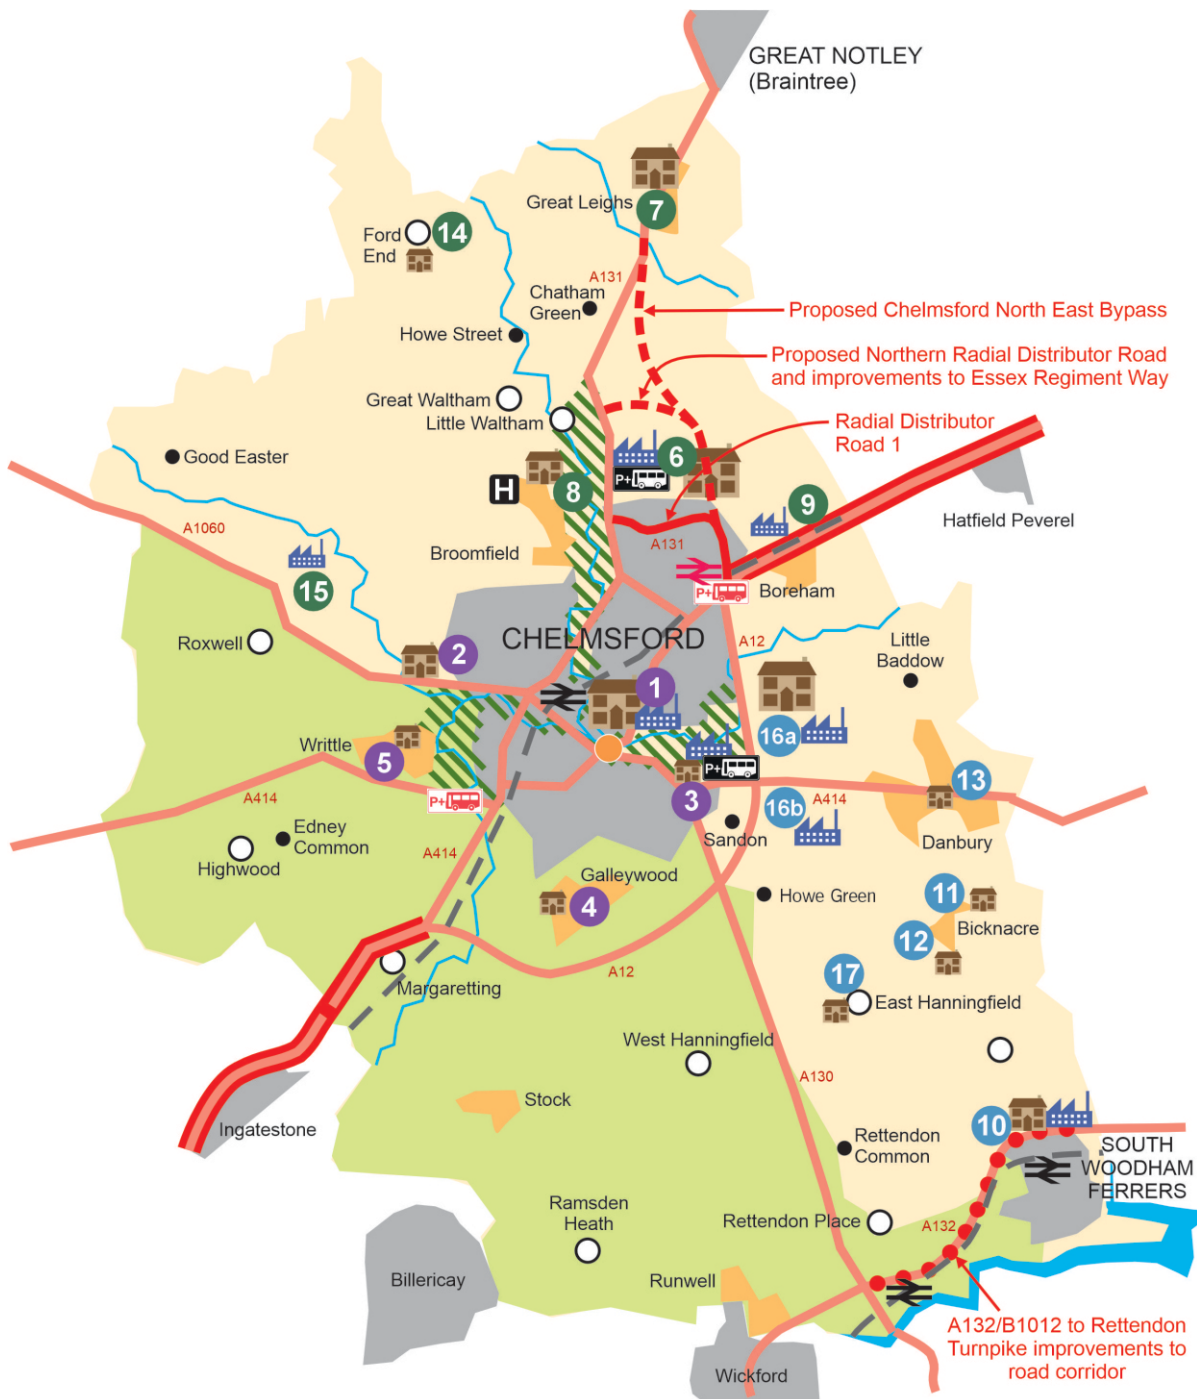 GREAT NOTLEY
(Braintree)
Great Leighs
7
Ford
End
14
A131
Chatham
Green
Proposed Chelmsford North East Bypass
Howe Street
Proposed Northern Radial Distributor Road
and improvements to Essex Regiment Way
Great Waltham
Little Waltham
Radial Distributor
Road 1
Good Easter
6
P+
H
8
9
Hatfield Peverel
A1060
A131
Broomfield
15
P+
Boreham
Roxwell
CHELMSFORD
A12
Little
Baddow
2
1
Writtle
5
16a
P+
3
P+
A414
16b
A414
13
Sandon
Danbury
Edney
Common
Highwood
A414
Galleywood
4
Howe Green
11
Bicknacre
12
Margaretting
A12
17
East Hanningfield
West Hanningfield
A130
Stock
Ingatestone
10
Rettendon
Common
SOUTH
WOODHAM
FERRERS
Ramsden
Heath
Rettendon Place
A132
Billericay
Runwell
A132/B1012 to Rettendon
Turnpike improvements to
road corridor
Wickford